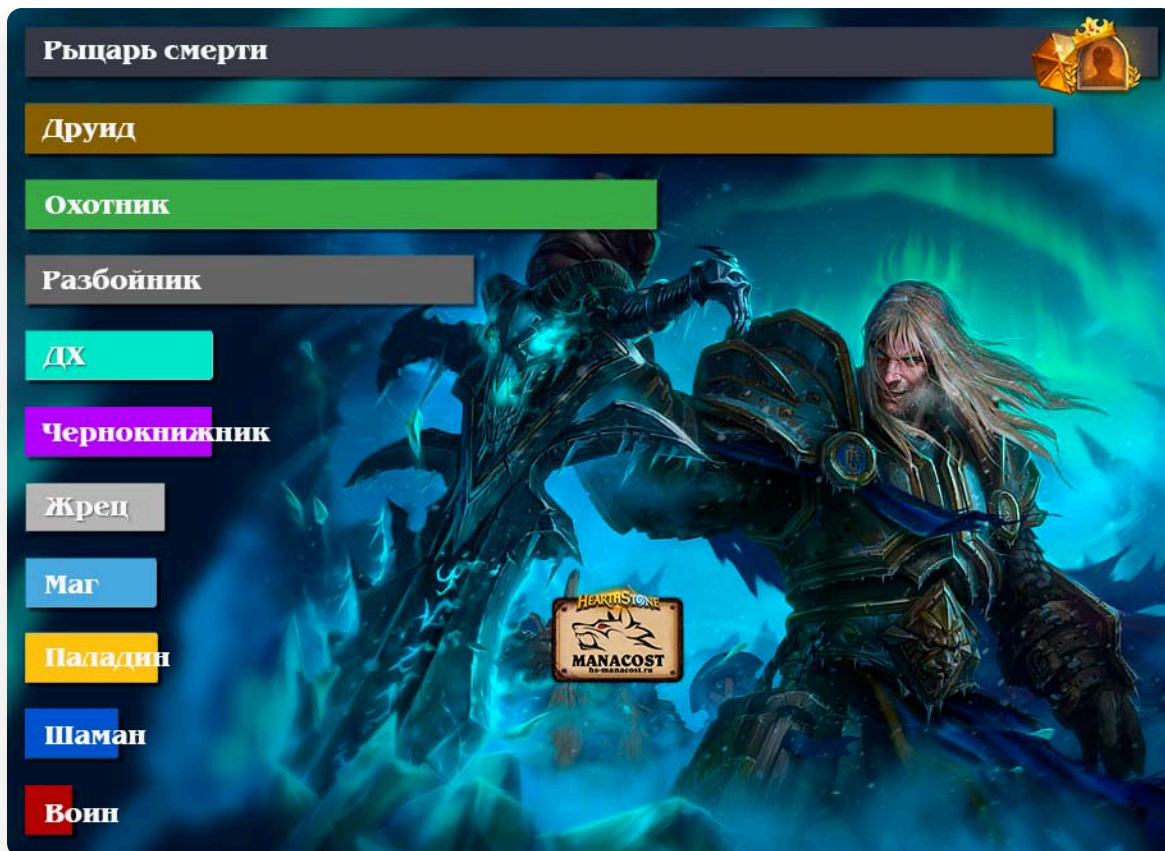 Рыцарь смерти
Друид
Охотник
Разбойник
ДХ
Чернокнижник
Жрец
Маг
Паладин
Шаман
Воин
HEARTHSTONE
MANACOST
hs-manacost.ru